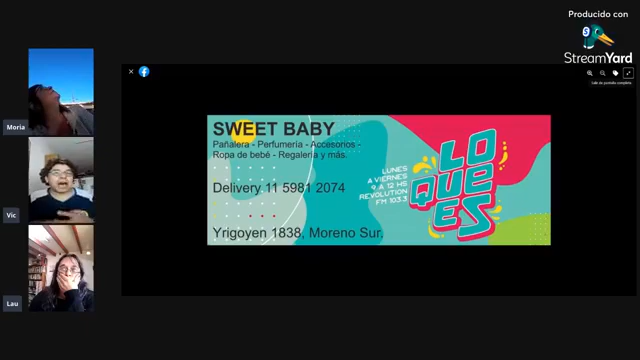 Producido con
StreamYard
SWEET BABY
Pañalera - Perfumería - Accesorios -
Ropa de bebé - Regalería y más.
Delivery 11 5981 2074
Yrigoyen 1838, Moreno Sur.
LUNES
A VIERNES
9 A 12 HS
REVOLUTION
FM 103.3
LO
QUE
ES
Moria
Vic
Lau